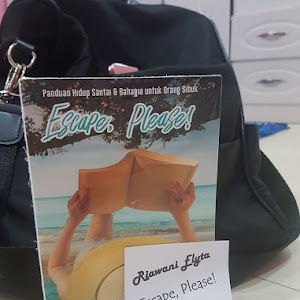 Panduan Hidup Santai & Bahagia untuk Orang Sibuk
Escape, Please!
Riawani Elyta
Escape, Please!